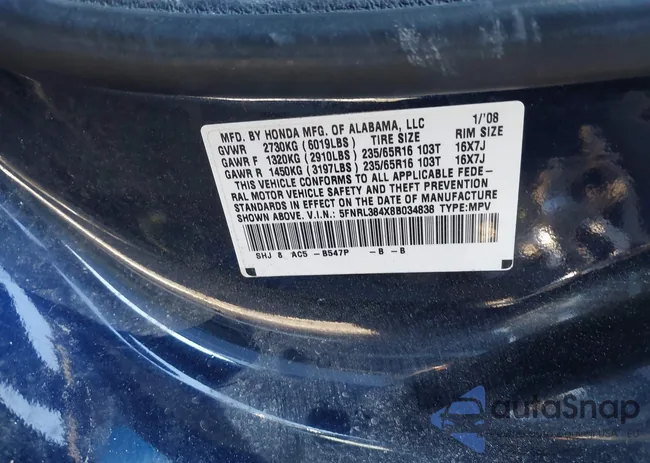 MFD. BY HONDA MFG. OF ALABAMA, LLC 1/'08
GVWR 2730KG (6019LBS) TIRE SIZE RIM SIZE
GAWR F 1320KG (2910LBS) 235/65R16 103T 16X7J
GAWR R 1450KG (3197LBS) 235/65R16 103T 16X7J
THIS VEHICLE CONFORMS TO ALL APPLICABLE FEDE-
RAL MOTOR VEHICLE SAFETY AND THEFT PREVENTION
STANDARDS IN EFFECT ON THE DATE OF MANUFACTURE
SHOWN ABOVE. V.I.N.: 5FNRL384X8B034836 TYPE:MPV
SHJ 8 AC5 -B547P -B -B
autoSnap